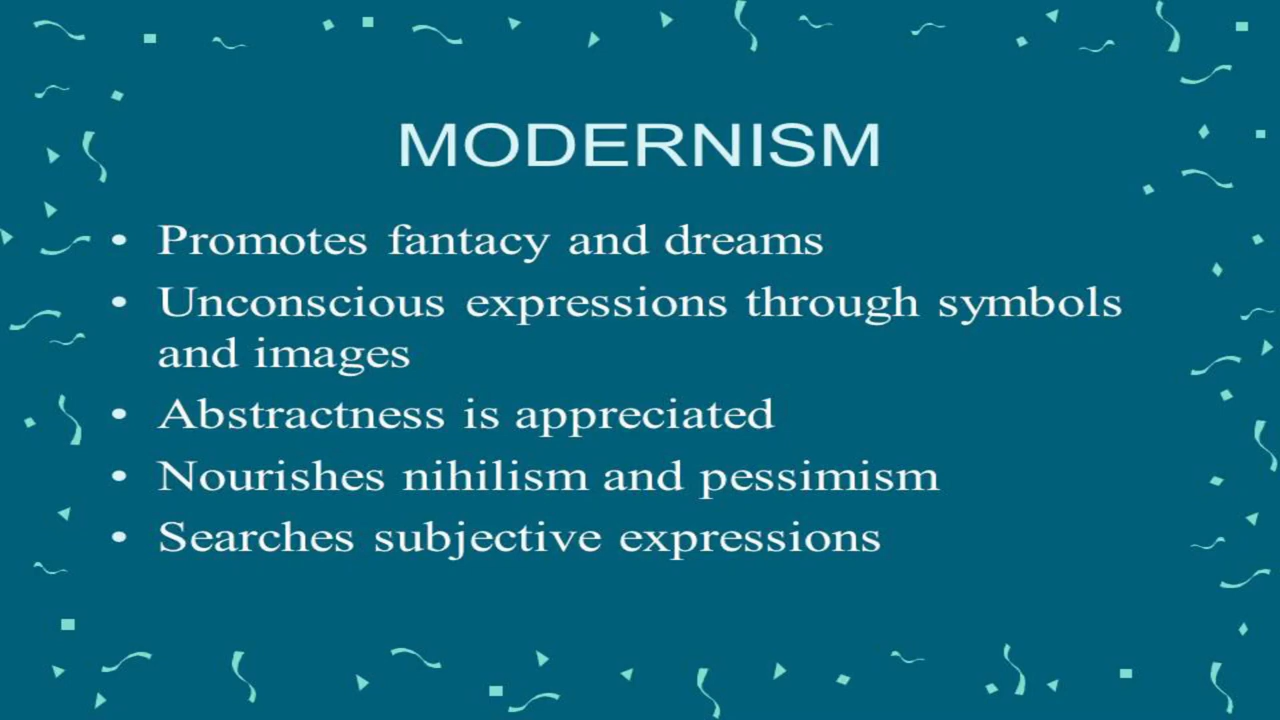 MODERNISM
• Promotes fantacy and dreams
• Unconscious expressions through symbols
and images
• Abstractness is appreciated
• Nourishes nihilism and pessimism
• Searches subjective expressions